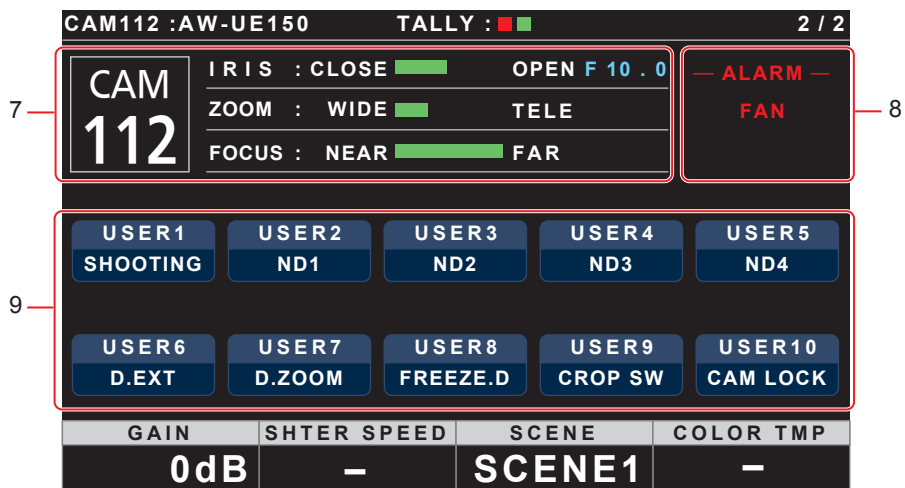 CAM112 :AW-UE150 TALLY : 2 / 2
CAM
112
IRIS : CLOSE OPEN F 10 . 0
ZOOM : WIDE TELE
FOCUS : NEAR FAR
— ALARM —
FAN
7
8
USER1 USER2 USER3 USER4 USER5
SHOOTING ND1 ND2 ND3 ND4
9
USER6 USER7 USER8 USER9 USER10
D.EXT D.ZOOM FREEZE.D CROP SW CAM LOCK
GAIN SHTER SPEED SCENE COLOR TMP
0dB – SCENE1 –